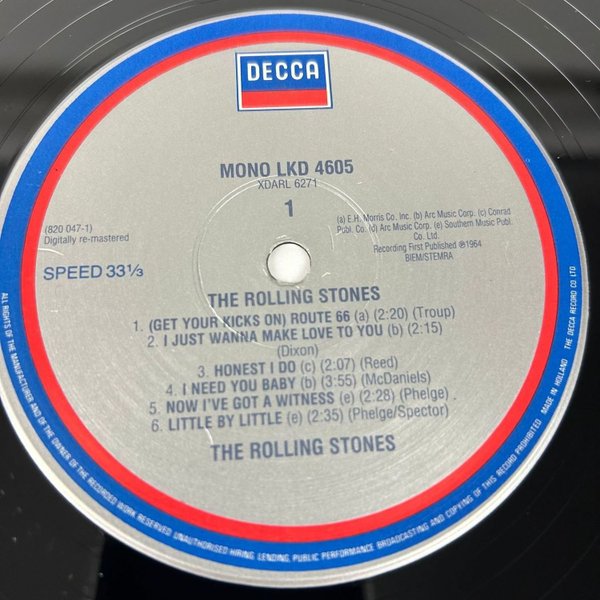 DECCA
MONO LKD 4605
XDARL 6271
1
(820 047-1)
Digitally re-mastered
SPEED 33⅓
(a) E.H. Morris Co. Inc. (b) Arc Music Corp. (c) Conrad
Publ. Co. (d) Arc Music Corp. (e) Southern Music Publ.
Co. Ltd.
Recording First Published ℗1964
BIEM/STEMRA
THE ROLLING STONES
1. (GET YOUR KICKS ON) ROUTE 66 (a) (2:20) (Troup)
2. I JUST WANNA MAKE LOVE TO YOU (b) (2:15)
(Dixon)
3. HONEST I DO (c) (2:07) (Reed)
4. I NEED YOU BABY (b) (3:55) (McDaniels)
5. NOW I'VE GOT A WITNESS (e) (2:28) (Phelge)
6. LITTLE BY LITTLE (e) (2:35) (Phelge/Spector)
THE ROLLING STONES
ALL RIGHTS OF THE MANUFACTURER AND OF THE OWNER OF THE RECORDED WORK RESERVED. UNAUTHORISED HIRING, LENDING, PUBLIC PERFORMANCE BROADCASTING AND COPYING OF THIS RECORD PROHIBITED MADE IN HOLLAND THE DECCA RECORD CO LTD